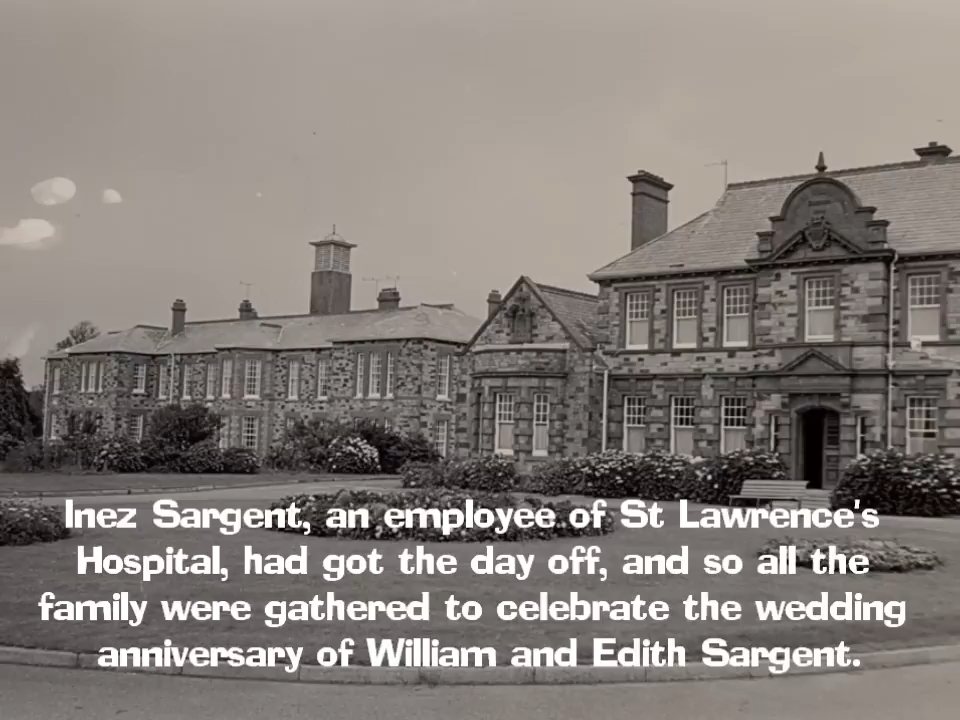 Inez Sargent, an employee of St Lawrence's
Hospital, had got the day off, and so all the
family were gathered to celebrate the wedding
anniversary of William and Edith Sargent.